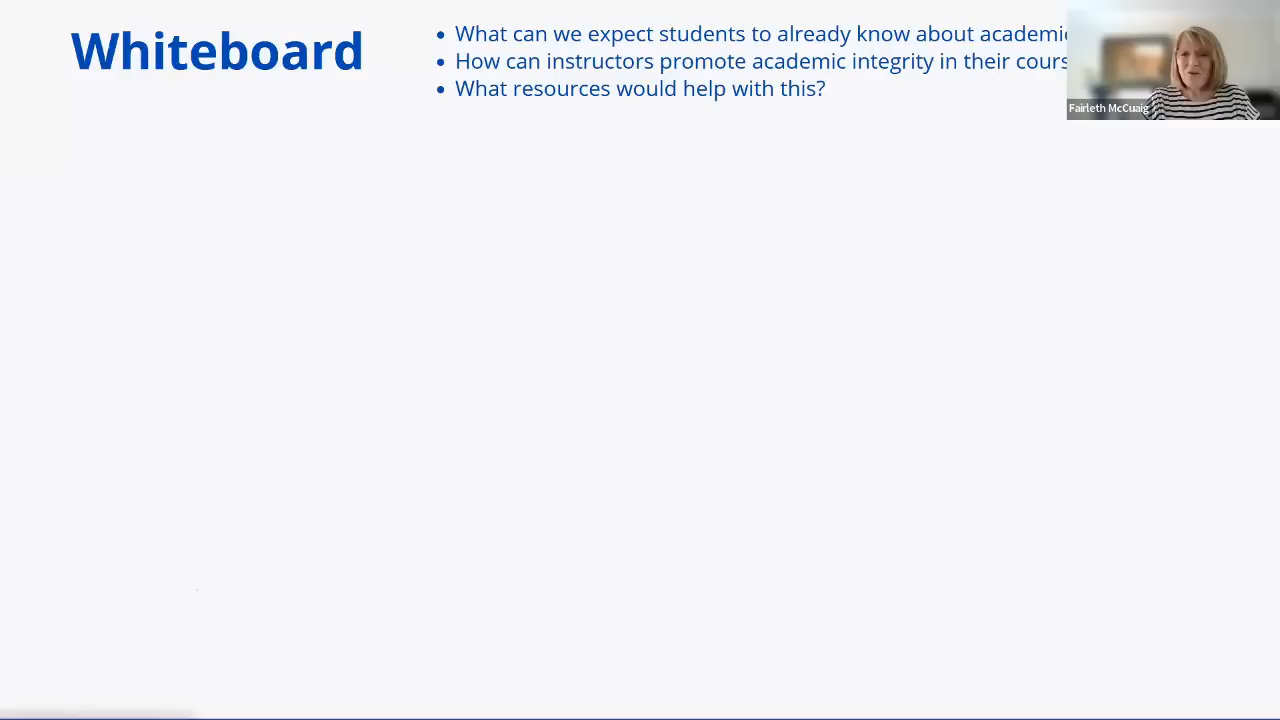 Whiteboard
• What can we expect students to already know about academic
• How can instructors promote academic integrity in their cours
• What resources would help with this?
Fairleth McCuaig